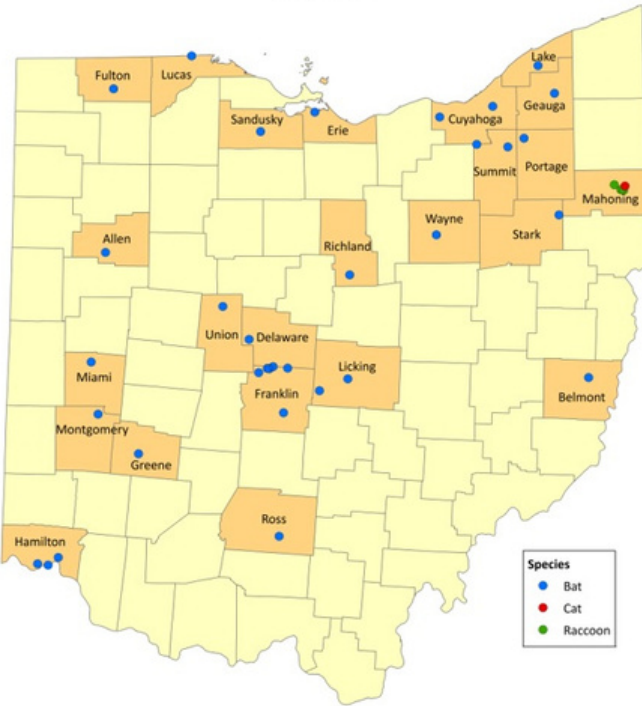 Lake
Fulton
Lucas
Geauga
Sandusky
Erie
Cuyahoga
Summit
Portage
Mahoning
Wayne
Stark
Allen
Richland
Union
Delaware
Licking
Miami
Franklin
Belmont
Montgomery
Greene
Ross
Hamilton
Species
Bat
Cat
Raccoon